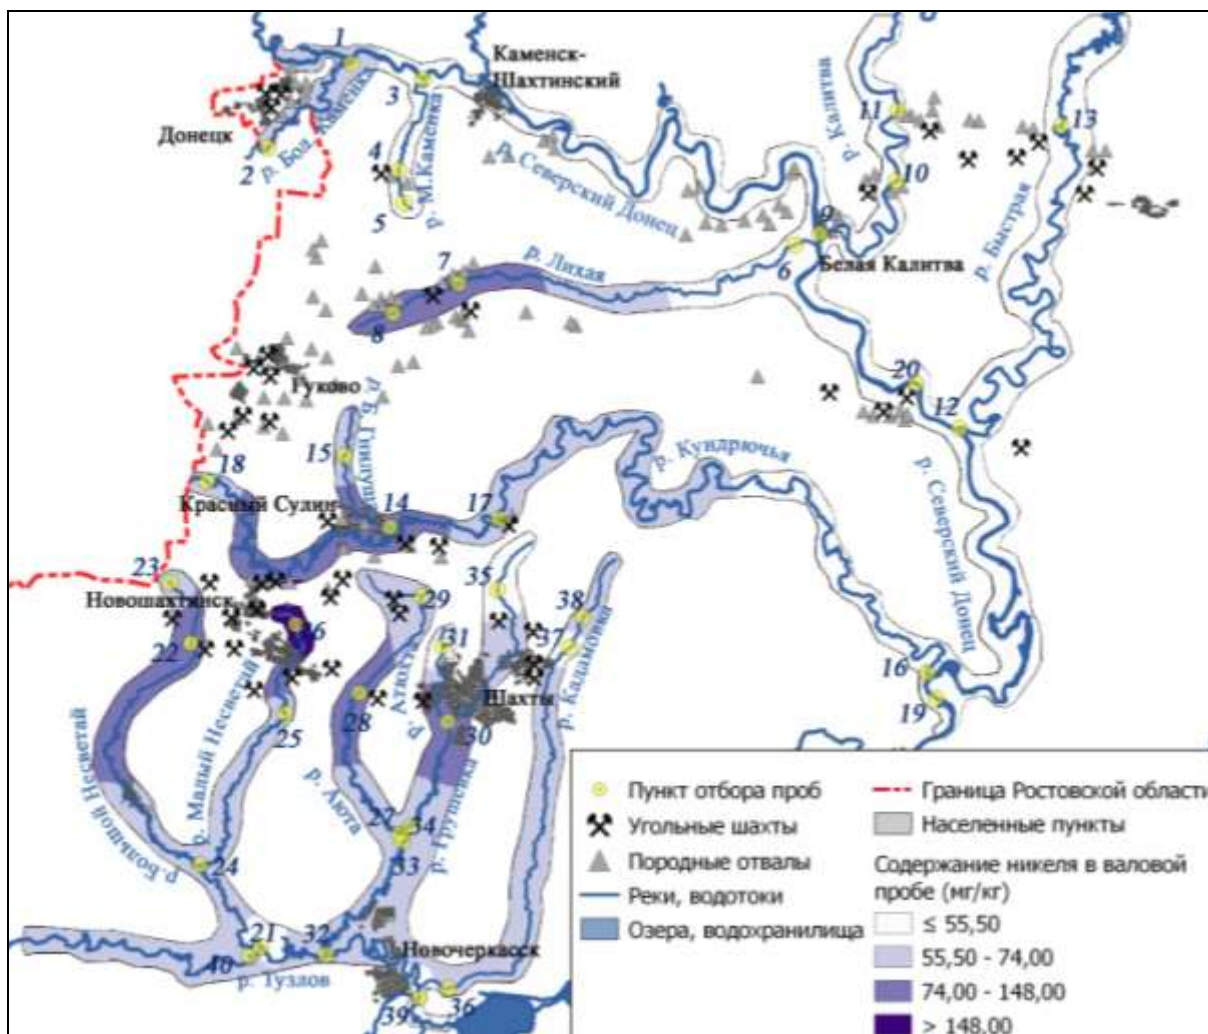 1
Каменск-
Шахтинский
3
Донецк
2
р. Бол. Каменка
4
5
р. М.Каменка
р. Северский Донец
р. Калитва
11
10
13
р. Быстрая
9
6
Белая Калитва
7
р. Лихая
8
Гуково
20
12
р. Б. Гнилуша
15
18
Красный Сулин
14
17
р. Кундрючья
р. Северский Донец
23
Новошахтинск
22
29
35
38
31
37
р. Каламовка
Шахты
р. Атюхта
16
19
28
30
25
р. Малый Несветай
р.Большой Несветай
р. Аюта
27
34
33
р. Грушевка
24
21
32
Новочеркасск
40
р. Тузлов
39
36
Пункт отбора проб
Угольные шахты
Породные отвалы
Реки, водотоки
Озера, водохранилища
Граница Ростовской области
Населенные пункты
Содержание никеля в валовой
пробе (мг/кг)
≤ 55,50
55,50 - 74,00
74,00 - 148,00
> 148,00